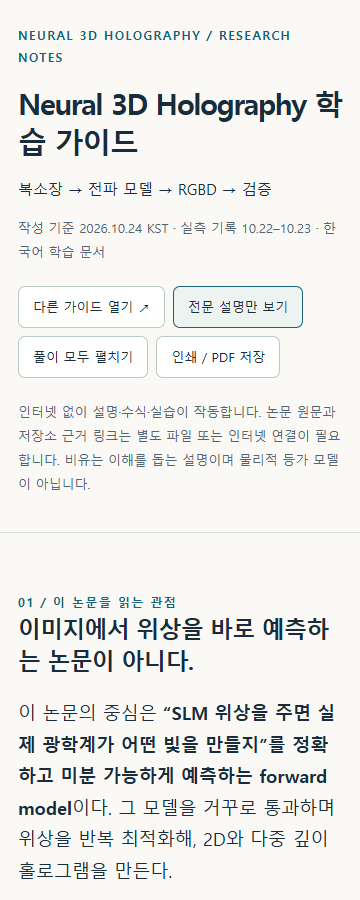 NEURAL 3D HOLOGRAPHY / RESEARCH
NOTES
Neural 3D Holography 학
습 가이드
복소장 → 전파 모델 → RGBD → 검증
작성 기준 2026.10.24 KST · 실측 기록 10.22–10.23 · 한
국어 학습 문서
다른 가이드 열기 ↗
전문 설명만 보기
풀이 모두 펼치기
인쇄 / PDF 저장
인터넷 없이 설명·수식·실습이 작동합니다. 논문 원문과
저장소 근거 링크는 별도 파일 또는 인터넷 연결이 필요
합니다. 비유는 이해를 돕는 설명이며 물리적 등가 모델
이 아닙니다.
01 / 이 논문을 읽는 관점
이미지에서 위상을 바로 예측하
는 논문이 아니다.
이 논문의 중심은 “SLM 위상을 주면 실
제 광학계가 어떤 빛을 만들지”를 정확
하고 미분 가능하게 예측하는 forward
model이다. 그 모델을 거꾸로 통과하며
위상을 반복 최적화해, 2D와 다중 깊이
홀로그램을 만든다.